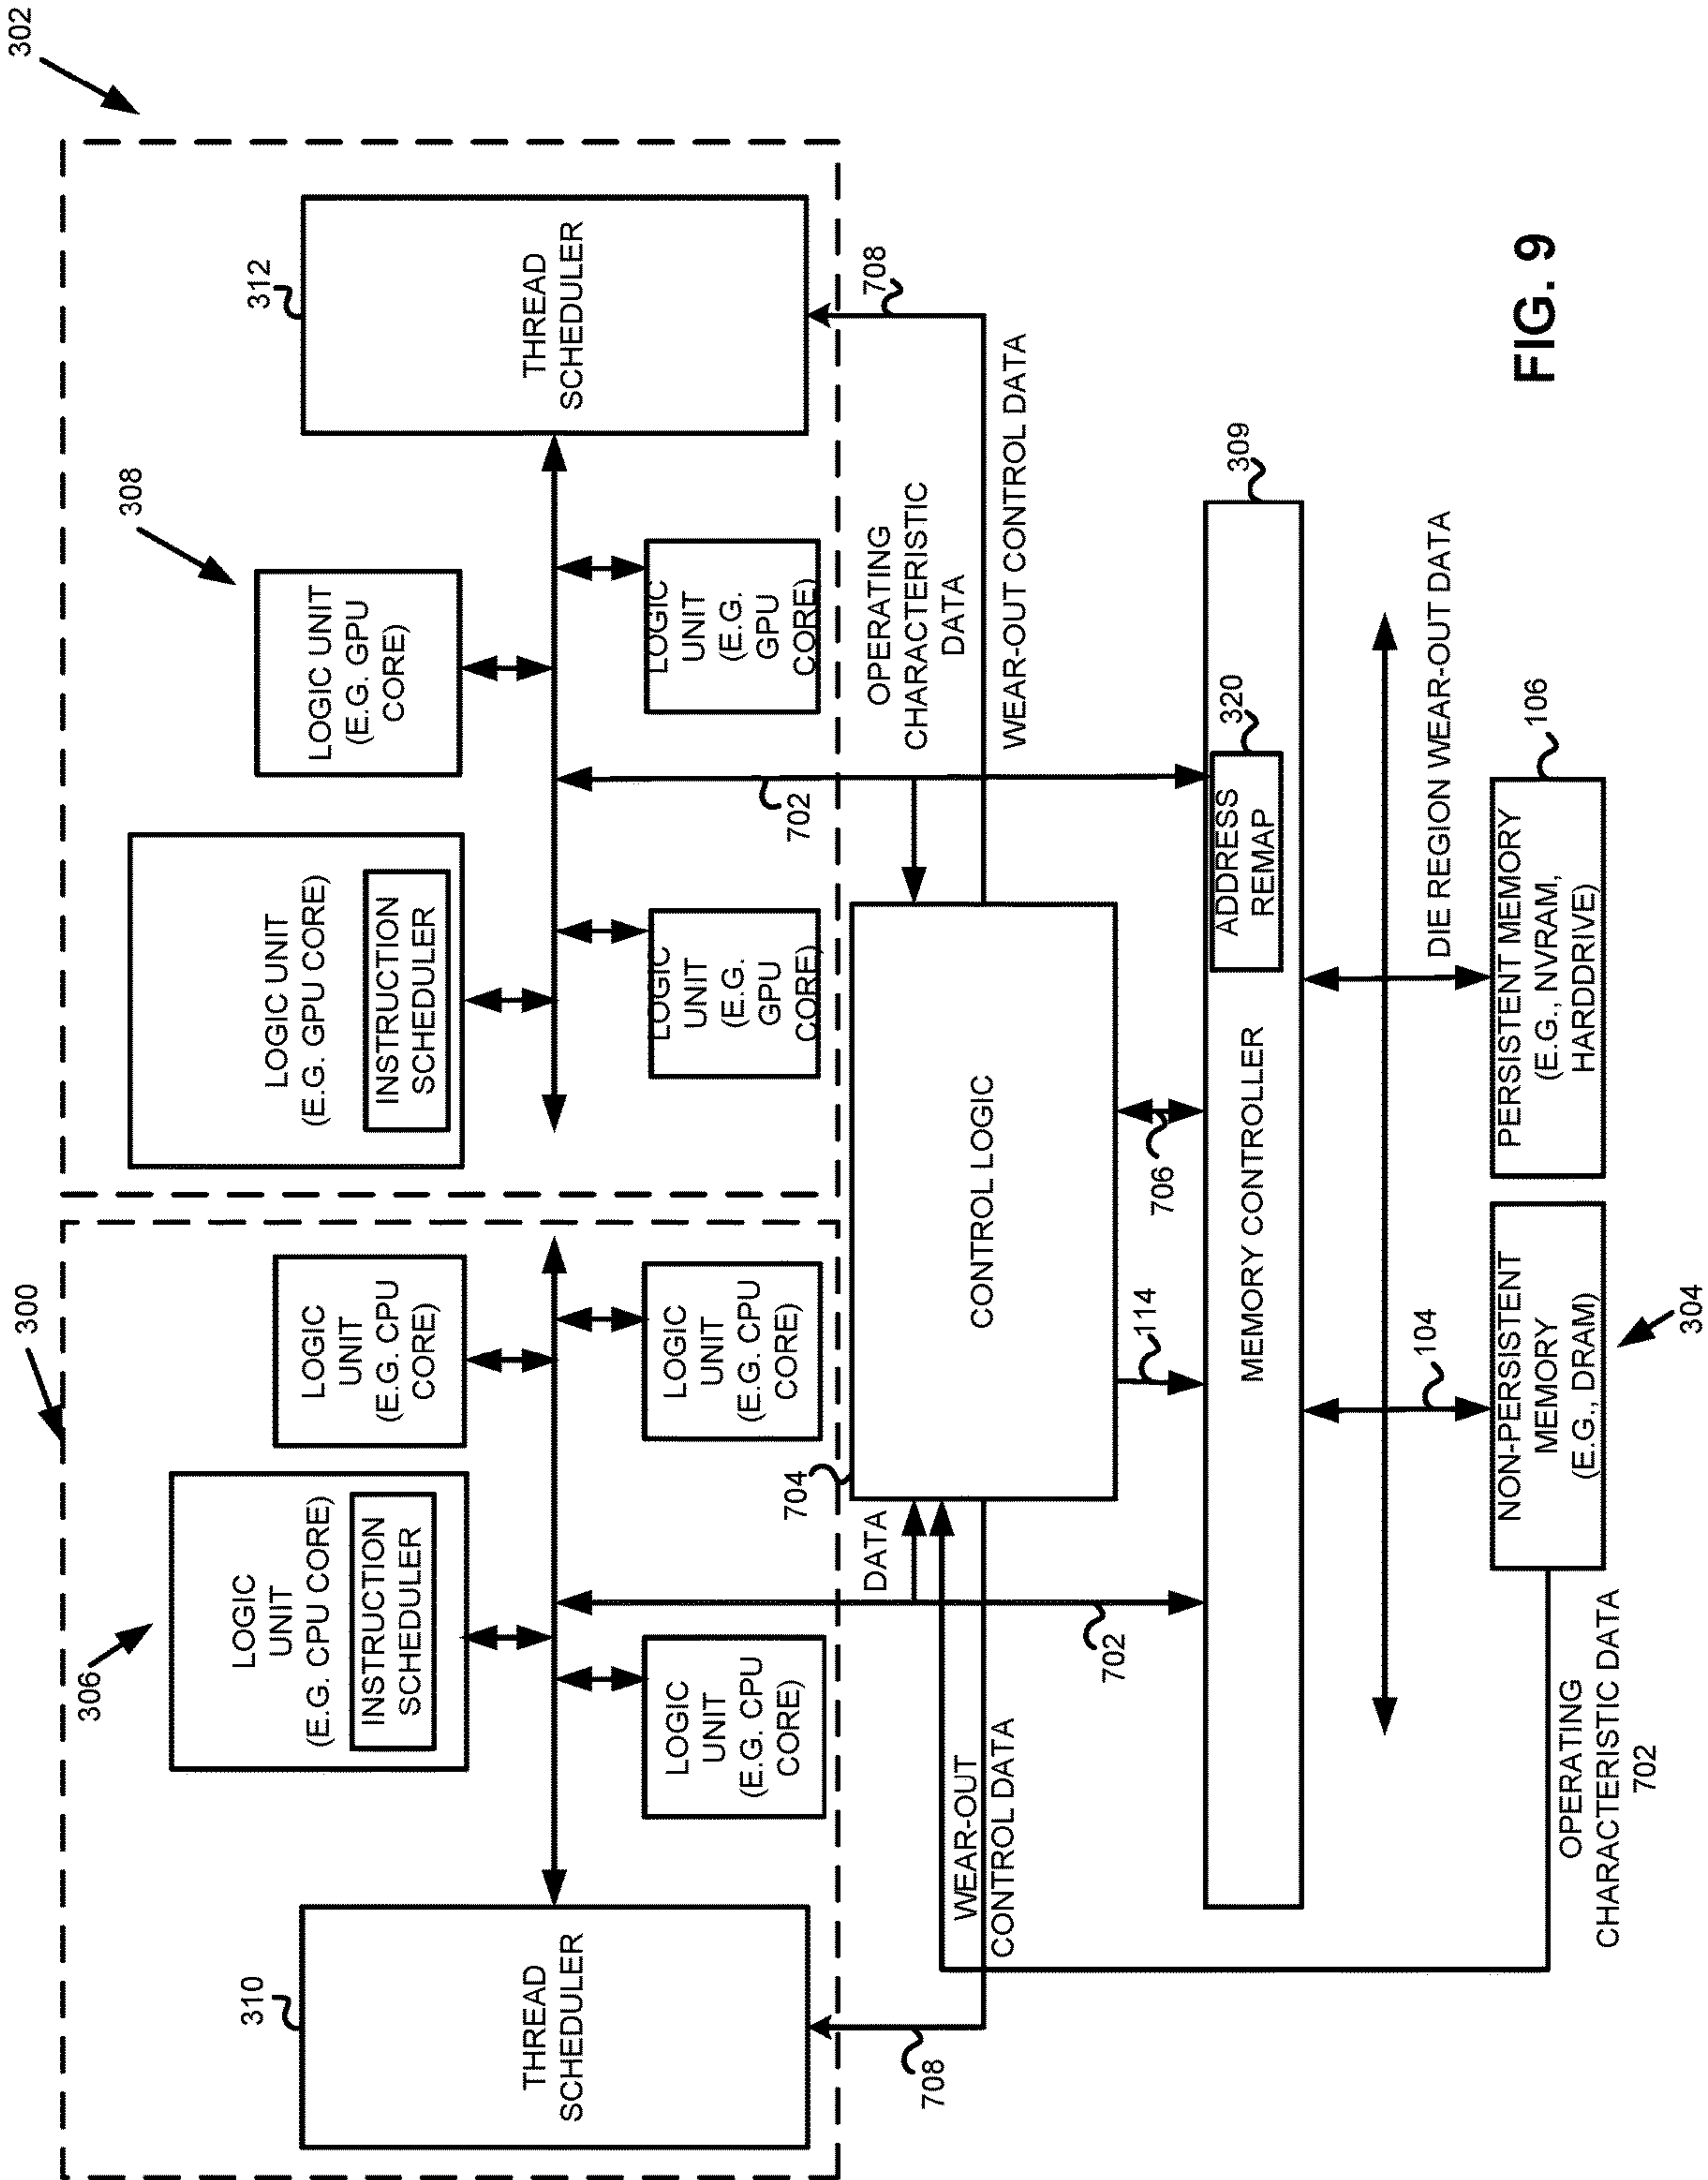 300
302
306
LOGIC
UNIT
(E.G. CPU CORE)
INSTRUCTION
SCHEDULER
LOGIC
UNIT
(E.G. CPU
CORE)
310
THREAD
SCHEDULER
LOGIC
UNIT
(E.G. CPU
CORE)
LOGIC
UNIT
(E.G. CPU
CORE)
LOGIC UNIT
(E.G. GPU CORE)
INSTRUCTION
SCHEDULER
308
LOGIC UNIT
(E.G. GPU
CORE)
312
THREAD
SCHEDULER
LOGIC
UNIT
(E.G.
GPU
CORE)
LOGIC
UNIT
(E.G.
GPU
CORE)
708
WEAR-OUT
CONTROL DATA
DATA
702
704
CONTROL LOGIC
702
OPERATING
CHARACTERISTIC
DATA
708
WEAR-OUT CONTROL DATA
114
706
MEMORY CONTROLLER
ADDRESS
REMAP
320
309
104
DIE REGION WEAR-OUT DATA
OPERATING
CHARACTERISTIC DATA
702
NON-PERSISTENT
MEMORY
(E.G., DRAM)
304
PERSISTENT MEMORY
(E.G., NVRAM,
HARDDRIVE)
106
FIG. 9